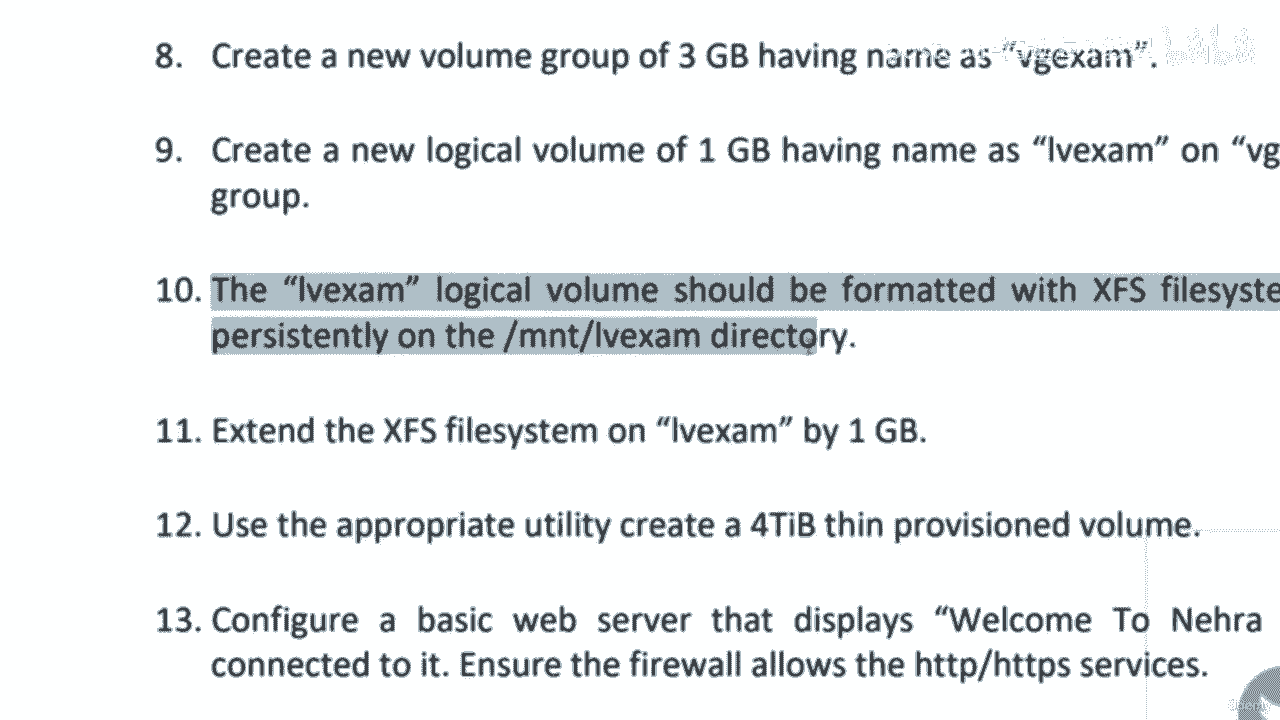 8. Create a new volume group of 3 GB having name as “vgexam”.
9. Create a new logical volume of 1 GB having name as “lvexam” on “vg
group.
10. The “lvexam” logical volume should be formatted with XFS filesyste
persistently on the /mnt/lvexam directory.
11. Extend the XFS filesystem on “lvexam” by 1 GB.
12. Use the appropriate utility create a 4TiB thin provisioned volume.
13. Configure a basic web server that displays “Welcome To Nehra
connected to it. Ensure the firewall allows the http/https services.